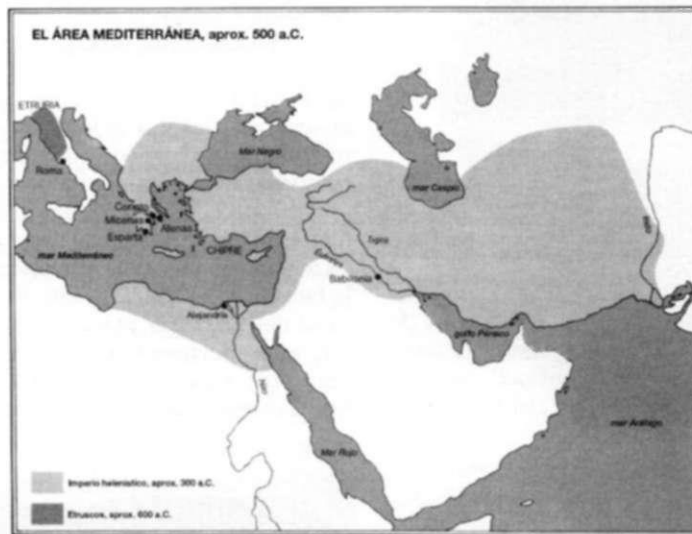 EL ÁREA MEDITERRÁNEA, aprox. 500 a.C.
ETRURIA
Mar Negro
Roma
mar Caspio
Corinto
Micenas
Atenas
Esparta
CHIPRE
Tigris
mar Mediterráneo
Babilonia
Alejandría
golfo Pérsico
mar Arábigo
Mar Rojo
Imperio helenístico, aprox. 300 a.C.
Etruscos, aprox. 600 a.C.